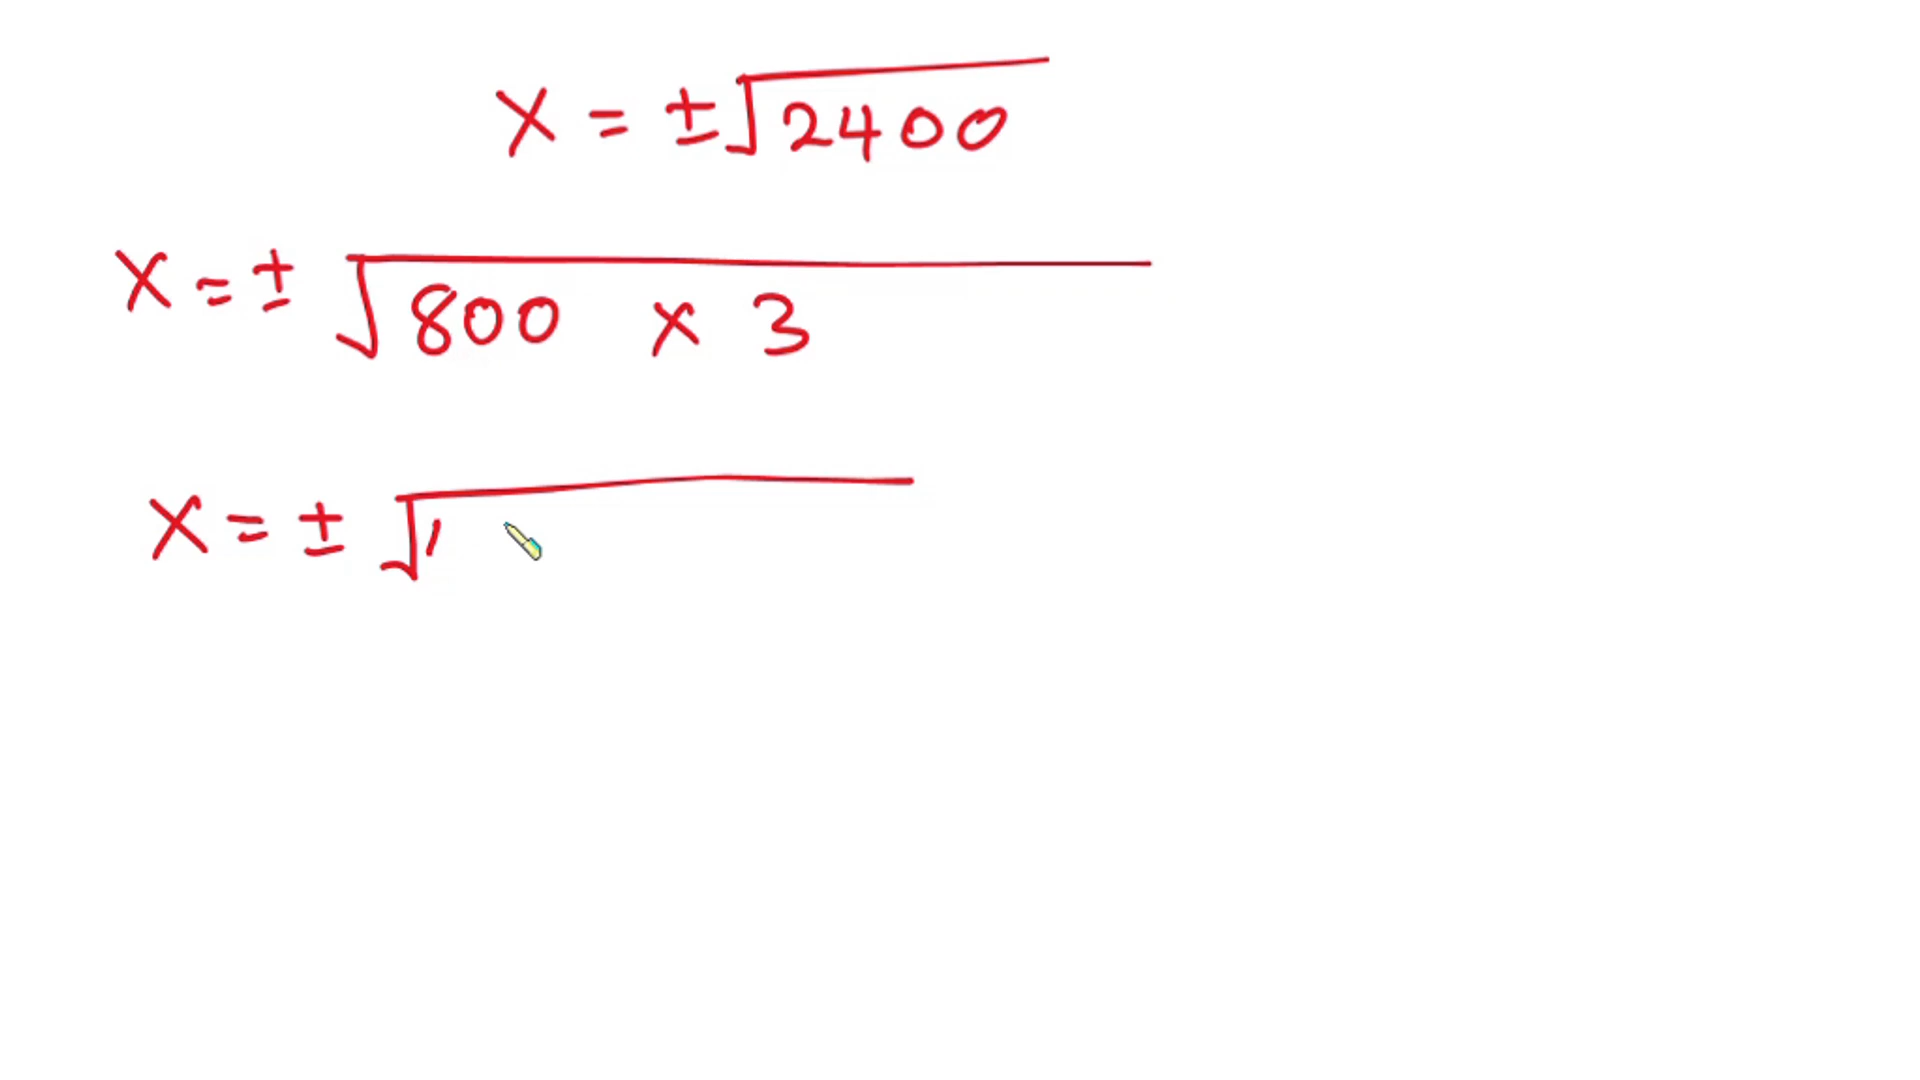 X = ±√2400
X = ± √800 x 3
X = ± √1